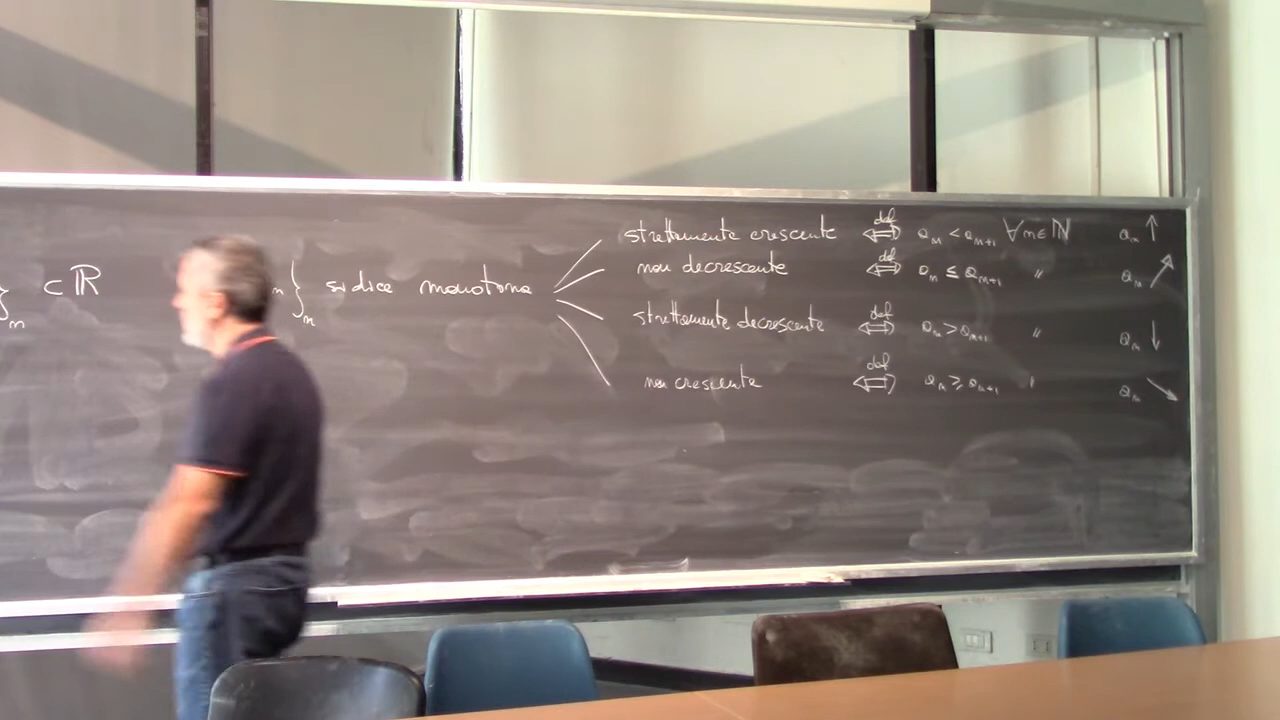 }ₙ ⊂ ℝ
ₙ}ₙ si dice monotona
strettamente crescente ⇔ def aₙ < aₙ₊₁ ∀n∈ℕ aₙ ↑
non decrescente ⇔ def aₙ ≤ aₙ₊₁ " aₙ ↗
strettamente decrescente ⇔ def aₙ > aₙ₊₁ " aₙ ↓
non crescente ⇔ def aₙ ≥ aₙ₊₁ " aₙ ↘